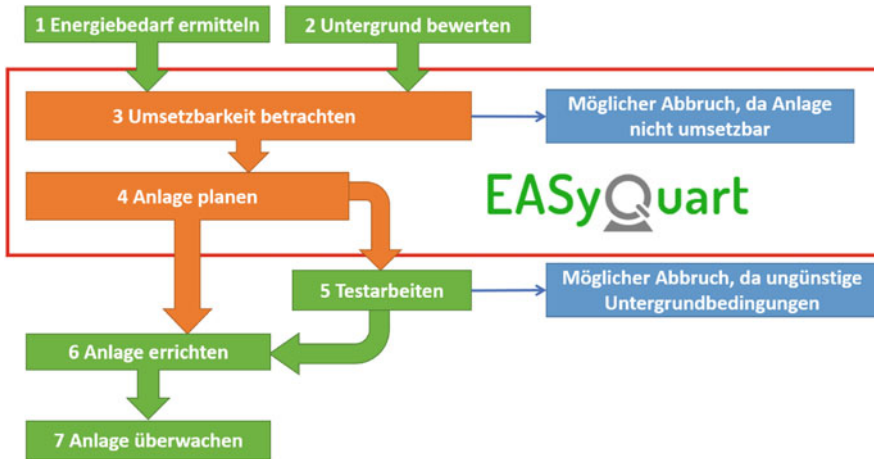 1 Energiebedarf ermitteln
2 Untergrund bewerten
3 Umsetzbarkeit betrachten
Möglicher Abbruch, da Anlage
nicht umsetzbar
4 Anlage planen
EASyQuart
5 Testarbeiten
Möglicher Abbruch, da ungünstige
Untergrundbedingungen
6 Anlage errichten
7 Anlage überwachen